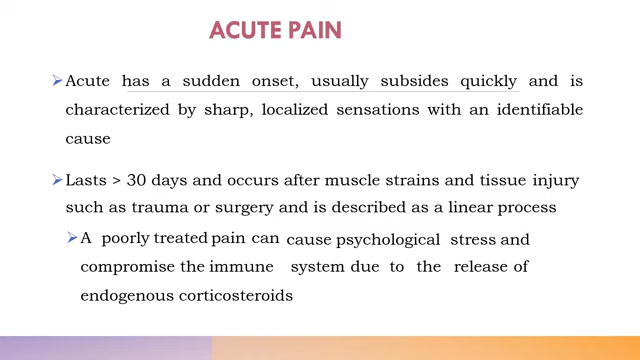 ACUTE PAIN
➢Acute has a sudden onset, usually subsides quickly and is
characterized by sharp, localized sensations with an identifiable
cause
➢Lasts > 30 days and occurs after muscle strains and tissue injury
such as trauma or surgery and is described as a linear process
➢A poorly treated pain can cause psychological stress and
compromise the immune system due to the release of
endogenous corticosteroids